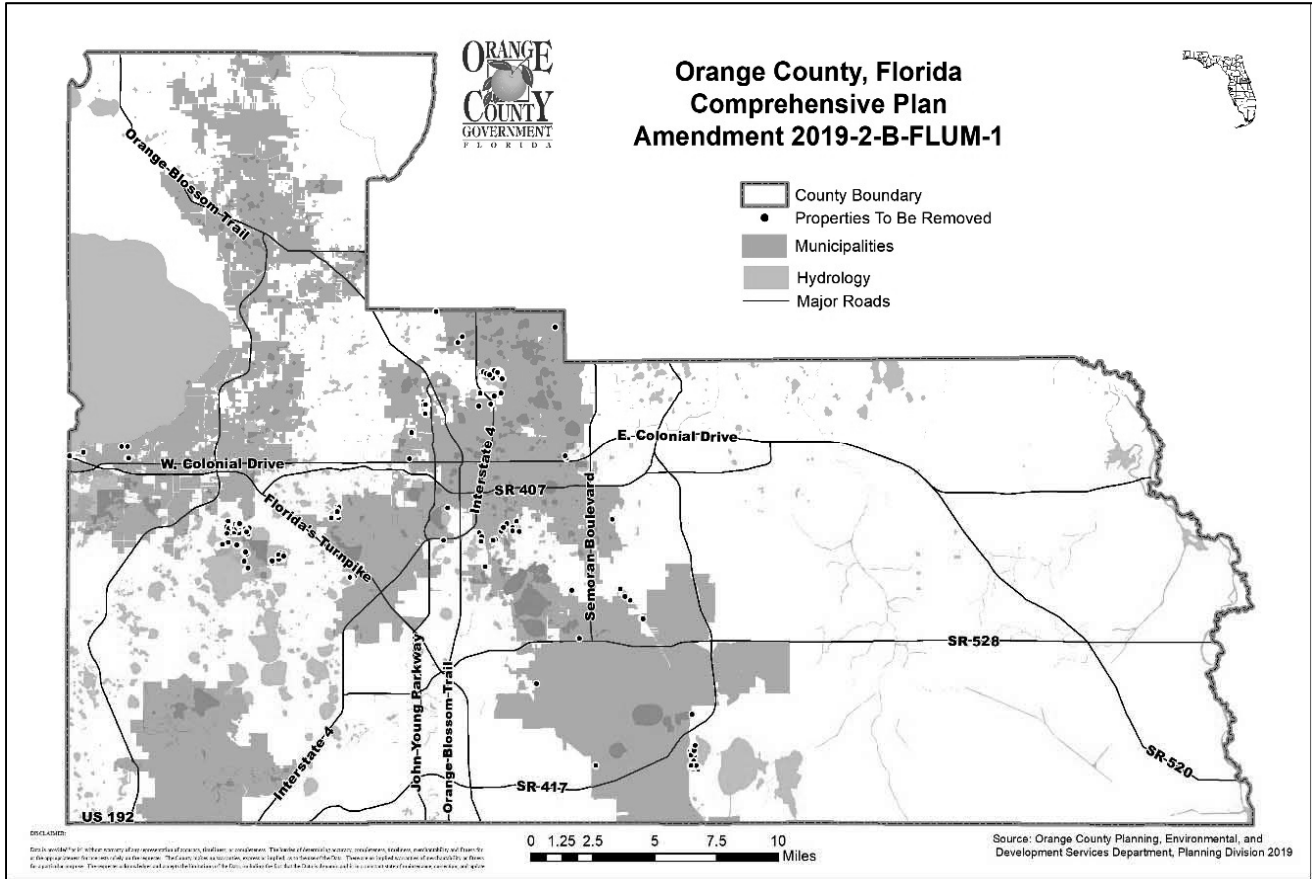 ORANGE
COUNTY
GOVERNMENT
FLORIDA
Orange County, Florida
Comprehensive Plan
Amendment 2019-2-B-FLUM-1
County Boundary
Properties To Be Removed
Municipalities
Hydrology
Major Roads
Orange-Blossom-Trail
E.-Colonial-Drive
W. Colonial-Drive
Interstate-4
SR-407
Florida's-Turnpike
Semoran-Boulevard
SR-528
John-Young Parkway
Orange-Blossom-Trail
Interstate-4
SR-417
SR-520
US 192
DISCLAIMER:
0 1.25 2.5 5 7.5 10
Miles
Source: Orange County Planning, Environmental, and
Development Services Department, Planning Division 2019